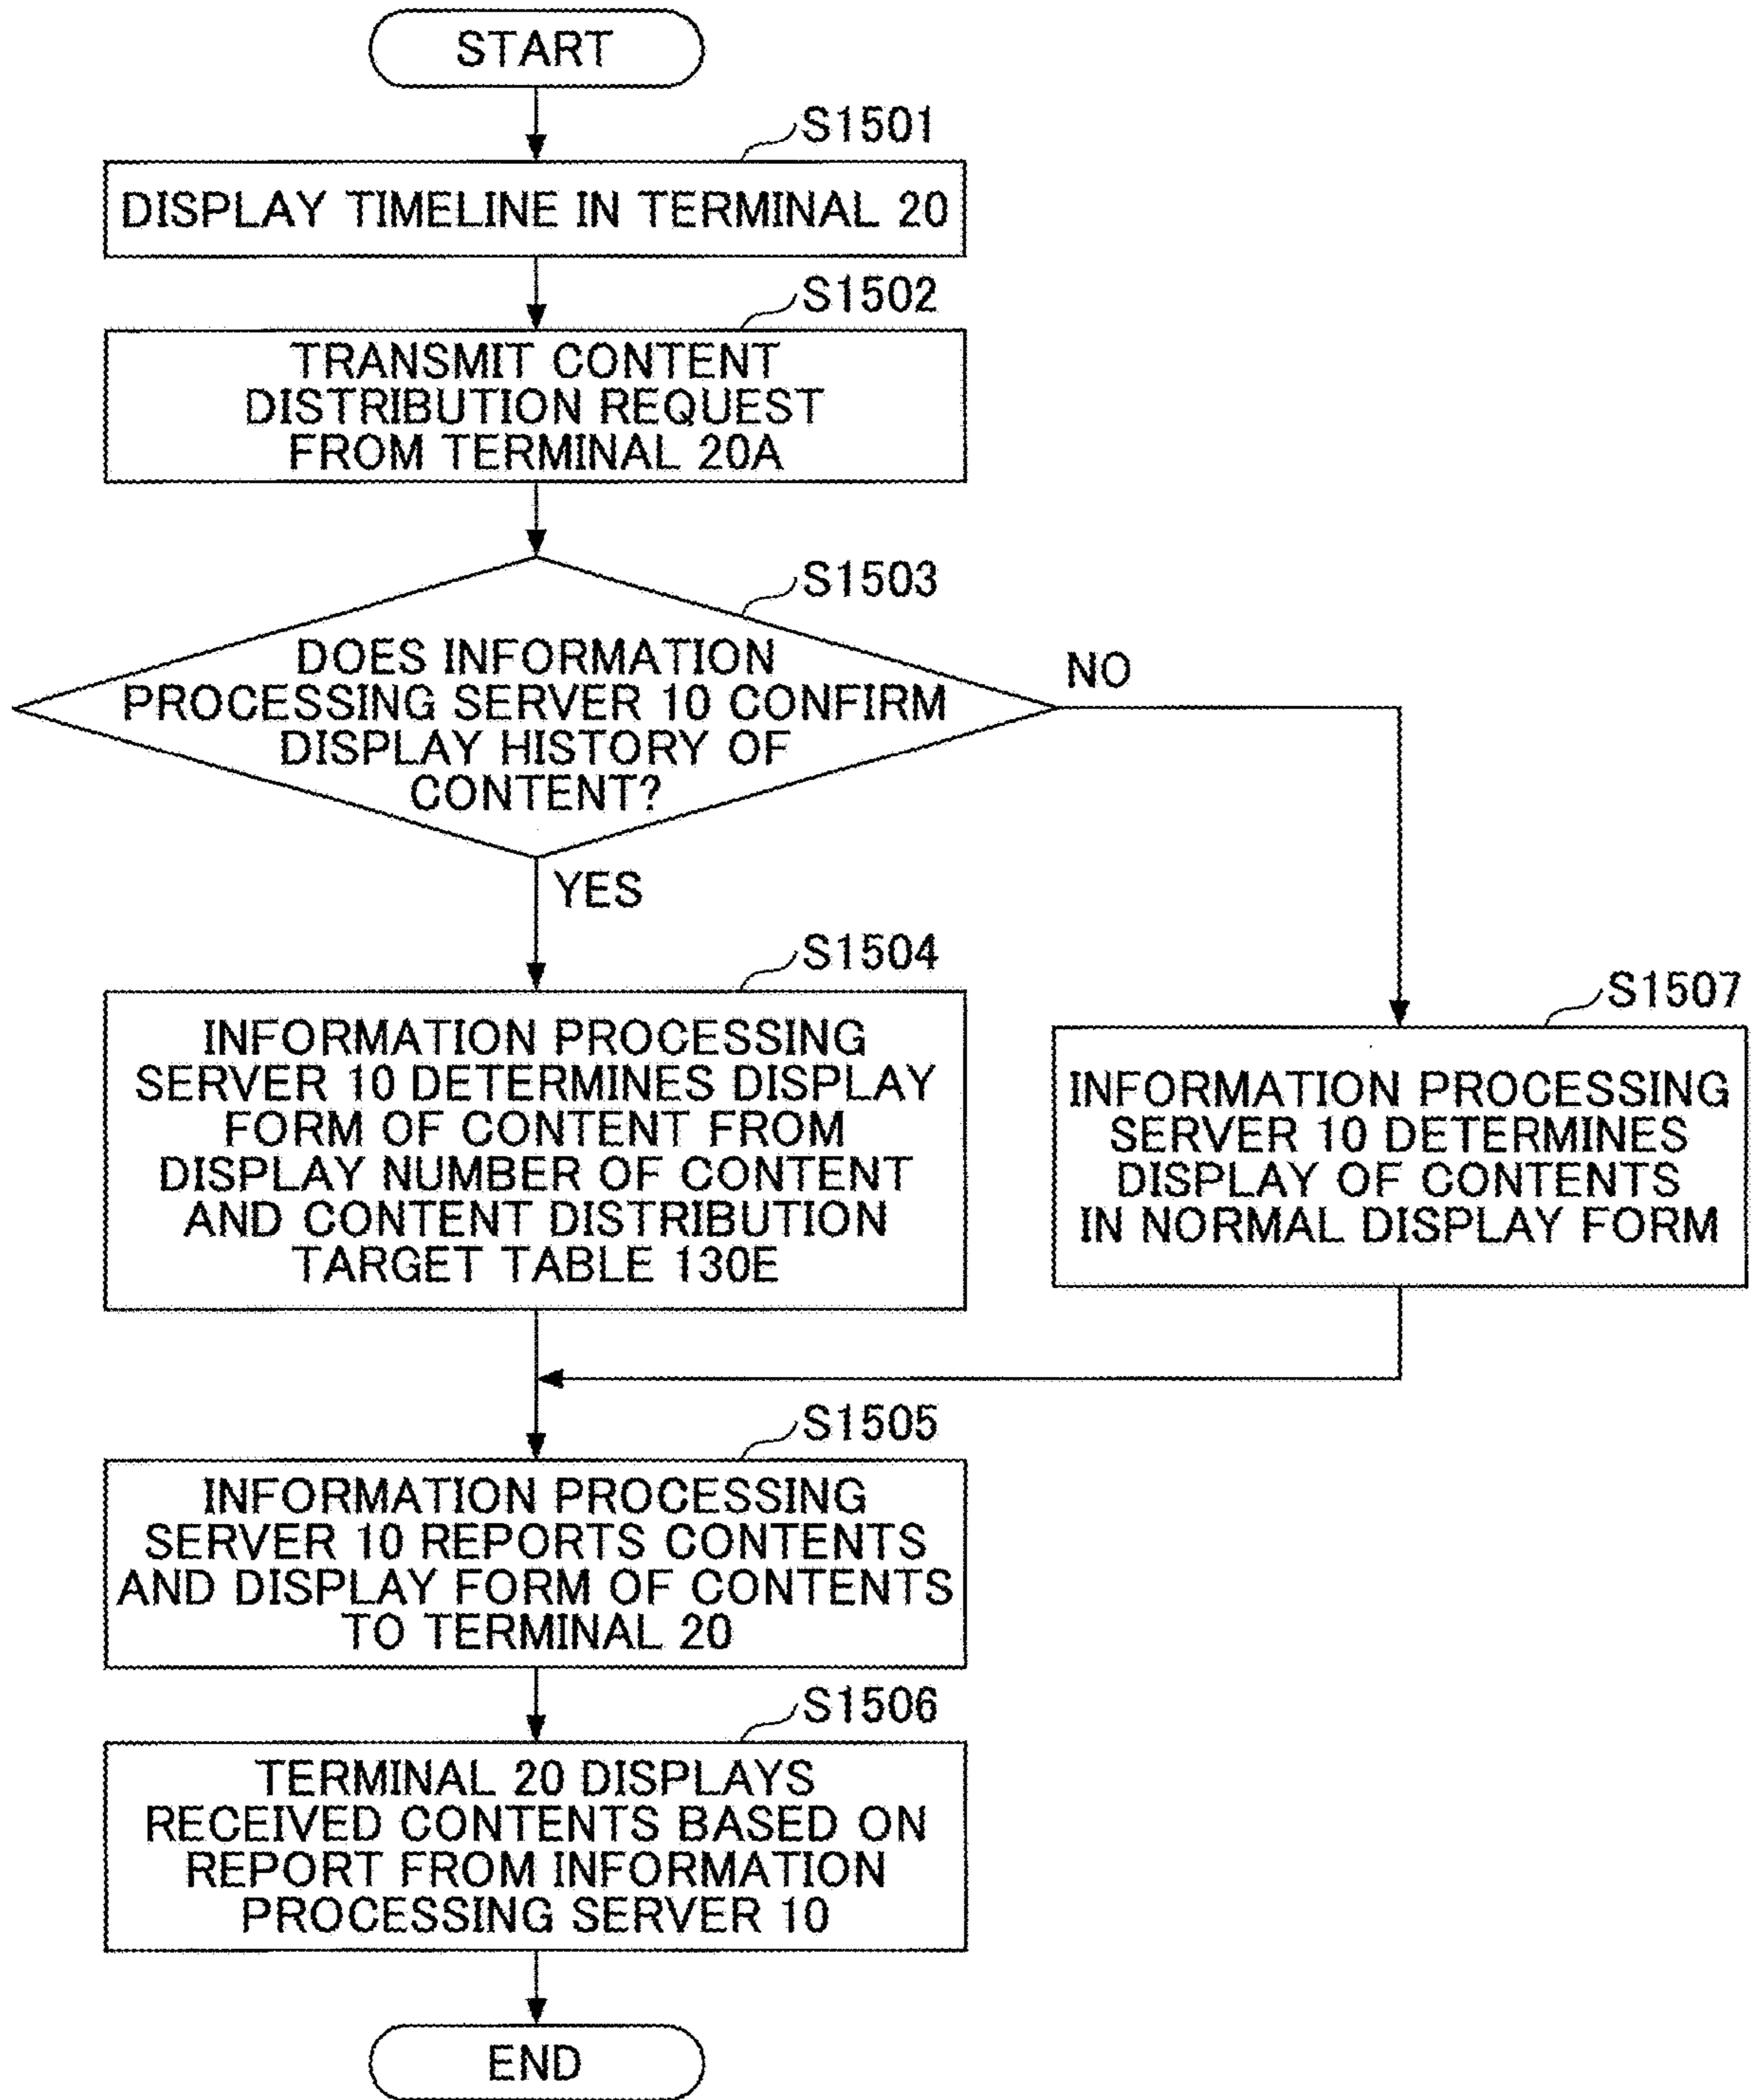 START
S1501
DISPLAY TIMELINE IN TERMINAL 20
S1502
TRANSMIT CONTENT
DISTRIBUTION REQUEST
FROM TERMINAL 20A
S1503
DOES INFORMATION
PROCESSING SERVER 10 CONFIRM
DISPLAY HISTORY OF
CONTENT?
NO
YES
S1504
INFORMATION PROCESSING
SERVER 10 DETERMINES DISPLAY
FORM OF CONTENT FROM
DISPLAY NUMBER OF CONTENT
AND CONTENT DISTRIBUTION
TARGET TABLE 130E
S1507
INFORMATION PROCESSING
SERVER 10 DETERMINES
DISPLAY OF CONTENTS
IN NORMAL DISPLAY FORM
S1505
INFORMATION PROCESSING
SERVER 10 REPORTS CONTENTS
AND DISPLAY FORM OF CONTENTS
TO TERMINAL 20
S1506
TERMINAL 20 DISPLAYS
RECEIVED CONTENTS BASED ON
REPORT FROM INFORMATION
PROCESSING SERVER 10
END